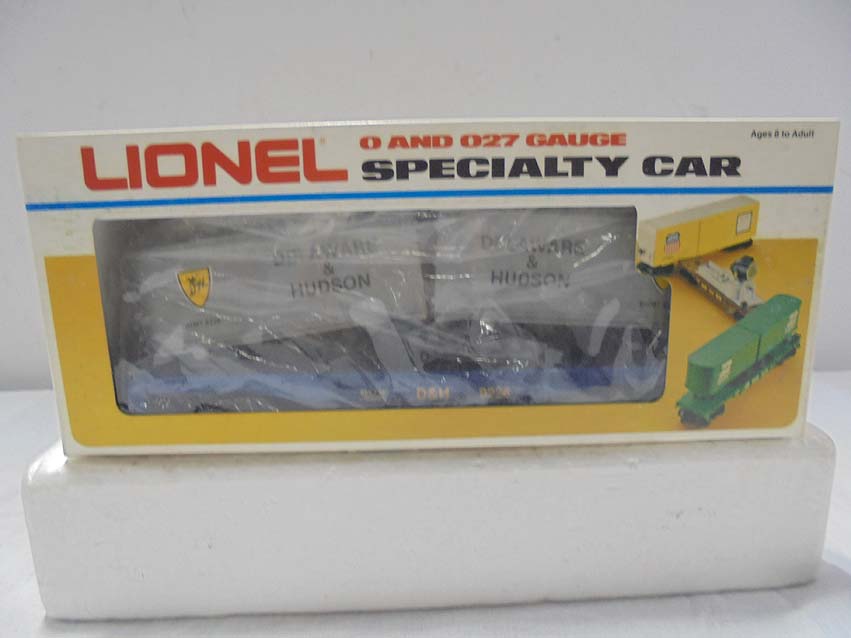 LIONEL
O AND O27 GAUGE
SPECIALTY CAR
Ages 8 to Adult
DELAWARE
&
HUDSON
DELAWARE
&
HUDSON
D&H